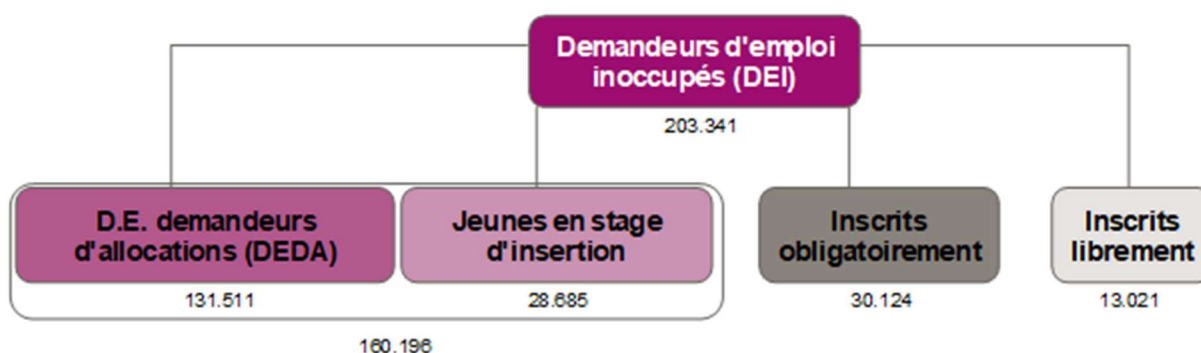 Demandeurs d'emploi
inoccupés (DEI)
203.341
D.E. demandeurs
d'allocations (DEDA)
131.511
Jeunes en stage
d'insertion
28.685
160.196
Inscrits
obligatoirement
30.124
Inscrits
librement
13.021